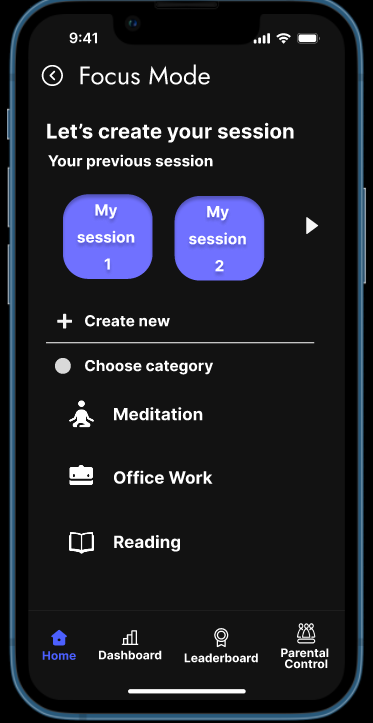 9:41
Focus Mode
Let's create your session
Your previous session
My
session
1
My
session
2
Create new
Choose category
Meditation
Office Work
Reading
Home
Dashboard
Leaderboard
Parental
Control